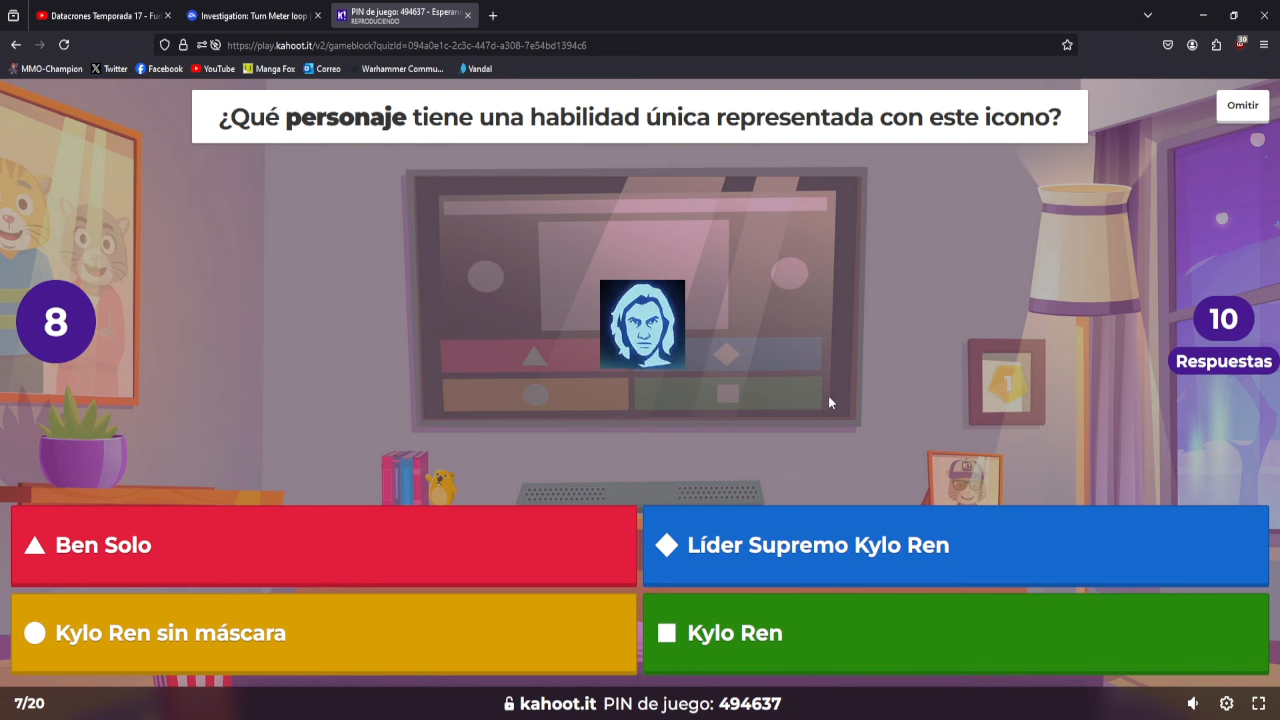 Datacrones Temporada 17 - Fu
Investigation: Turn Meter loop |
PIN de juego: 494637 - Esperan
REPRODUCIENDO
https://play.kahoot.it/v2/gameblock?quizId=094a0e1c-2c3c-447d-a308-7e54bd1394c6
30
MMO-Champion
Twitter
Facebook
YouTube
Manga Fox
Correo
Warhammer Commu...
Vandal
¿Qué personaje tiene una habilidad única representada con este icono?
Omitir
8
10
Respuestas
1
Ben Solo
Líder Supremo Kylo Ren
Kylo Ren sin máscara
Kylo Ren
7/20
kahoot.it PIN de juego: 494637